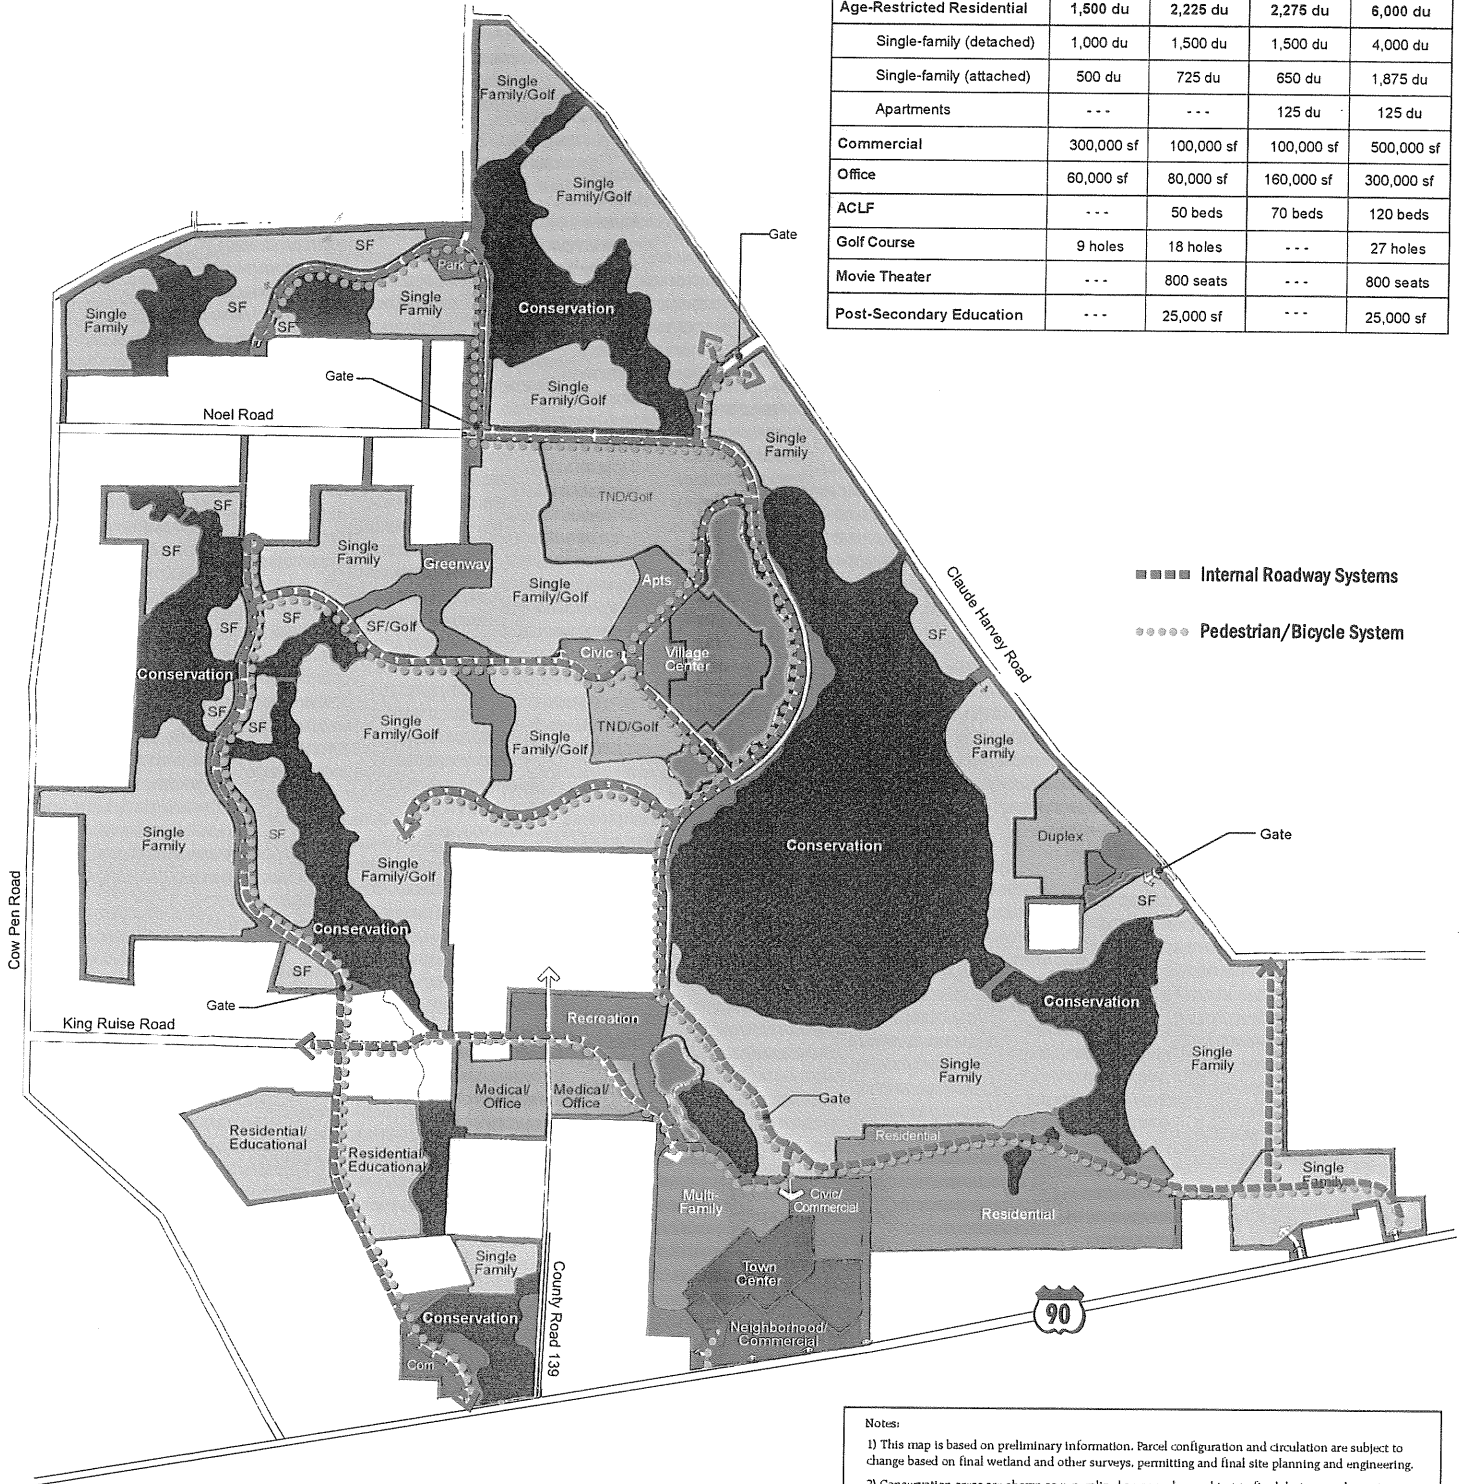 Age-Restricted Residential 1,500 du 2,225 du 2,275 du 6,000 du
Single-family (detached) 1,000 du 1,500 du 1,500 du 4,000 du
Single-family (attached) 500 du 725 du 650 du 1,875 du
Apartments - - - - - - 125 du 125 du
Commercial 300,000 sf 100,000 sf 100,000 sf 500,000 sf
Office 60,000 sf 80,000 sf 160,000 sf 300,000 sf
ACLF - - - 50 beds 70 beds 120 beds
Golf Course 9 holes 18 holes - - - 27 holes
Movie Theater - - - 800 seats - - - 800 seats
Post-Secondary Education - - - 25,000 sf - - - 25,000 sf
Single
Family/Golf
Single
Family/Golf
Gate
SF
Park
Single
Family
SF
Single
Family
SF
Conservation
Gate
Single
Family/Golf
Noel Road
Single
Family
TND/Golf
SF
SF
Single
Family
Greenway
Single
Family/Golf
Apts
Claude Harvey Road
Internal Roadway Systems
Pedestrian/Bicycle System
SF
SF
SF/Golf
SF
Civic
Village
Center
Conservation
SF
SF
Single
Family/Golf
Single
Family/Golf
TND/Golf
Single
Family
Single
Family
SF
Duplex
Gate
Conservation
Single
Family/Golf
SF
Cow Pen Road
Conservation
SF
Gate
Conservation
King Ruise Road
Recreation
Single
Family
Single
Family
Medical/
Office
Medical/
Office
Gate
Residential/
Educational
Residential/
Educational
Residential
Single
Family
Multi-
Family
Civic/
Commercial
Residential
Single
Family
Town
Center
County Road 139
Conservation
Neighborhood/
Commercial
Com
90
Notes:
1) This map is based on preliminary information. Parcel configuration and circulation are subject to
change based on final wetland and other surveys, permitting and final site planning and engineering.